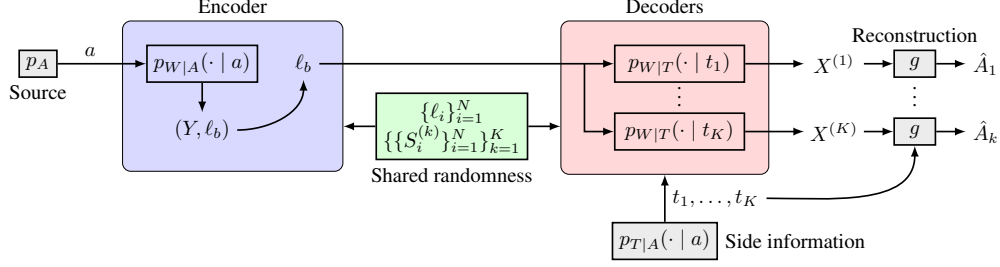 Encoder
Decoders
p_A
a
p_{W|A}(· | a)
ℓ_b
p_{W|T}(· | t_1)
X^{(1)}
Reconstruction
g
Â_1
Source
(Y, ℓ_b)
{ℓ_i}_{i=1}^N
{{S_i^{(k)}}_{i=1}^N}_{k=1}^K
⋮
⋮
p_{W|T}(· | t_K)
X^{(K)}
g
Â_k
Shared randomness
t_1, …, t_K
p_{T|A}(· | a)
Side information